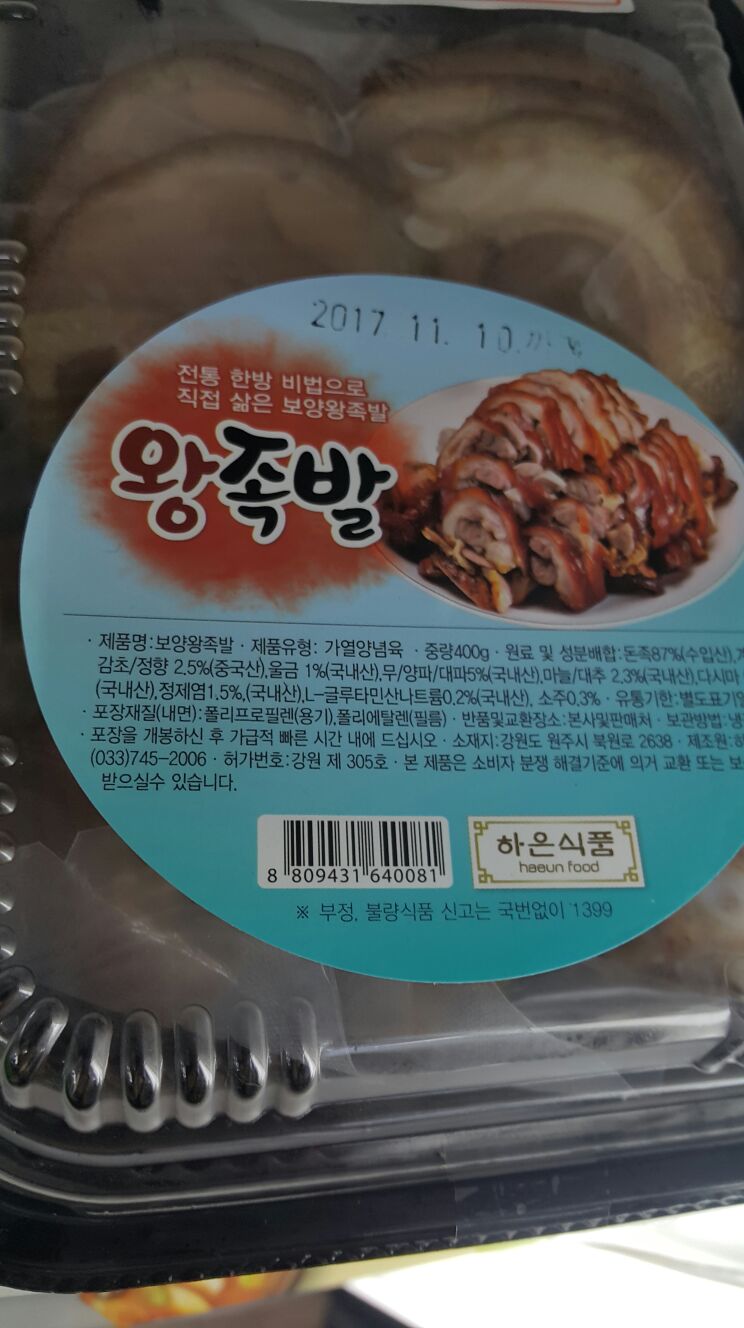 2017. 11. 10.
전통 한방 비법으로
직접 삶은 보양왕족발
왕족발
· 제품명:보양왕족발 · 제품유형: 가열양념육 · 중량400g · 원료 및 성분배합:돈족87%(수입산),
감초/정향 2.5%(중국산),울금 1%(국내산),무/양파/대파5%(국내산),마늘/대추 2.3%(국내산),다시마
(국내산),정제염1.5%,(국내산),L-글루타민산나트륨0.2%(국내산), 소주0.3% · 유통기한:별도표기일
· 포장재질(내면):폴리프로필렌(용기),폴리에탈렌(필름) · 반품및교환장소:본사및판매처 · 보관방법:냉
· 포장을 개봉하신 후 가급적 빠른 시간 내에 드십시오 · 소재지:강원도 원주시 북원로 2638 · 제조원:
(033)745-2006 · 허가번호:강원 제 305호 · 본 제품은 소비자 분쟁 해결기준에 의거 교환 또는
받으실수 있습니다.
8 809431 640081
하은식품
haeun food
※ 부정, 불량식품 신고는 국번없이 1399